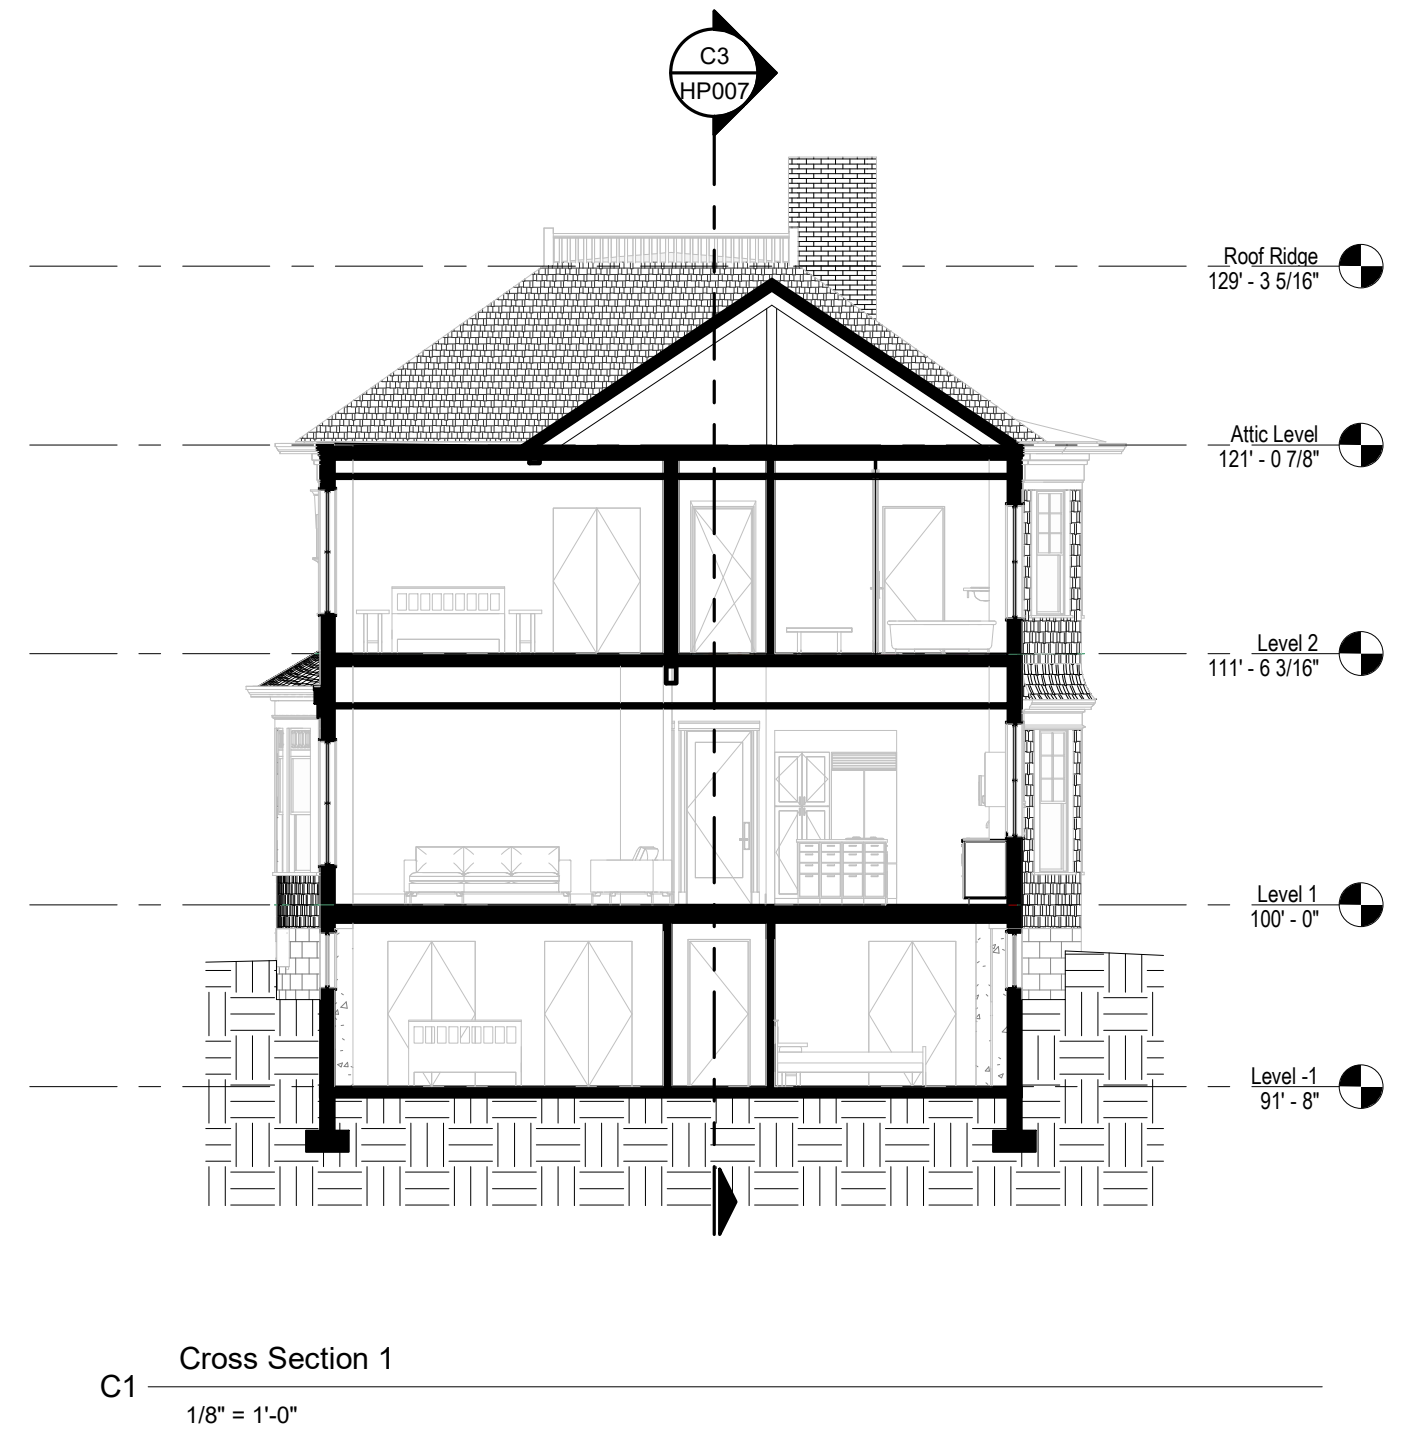 C3
HP007
Roof Ridge
129' - 3 5/16"
Attic Level
121' - 0 7/8"
Level 2
111' - 6 3/16"
Level 1
100' - 0"
Level -1
91' - 8"
Cross Section 1
C1
1/8" = 1'-0"